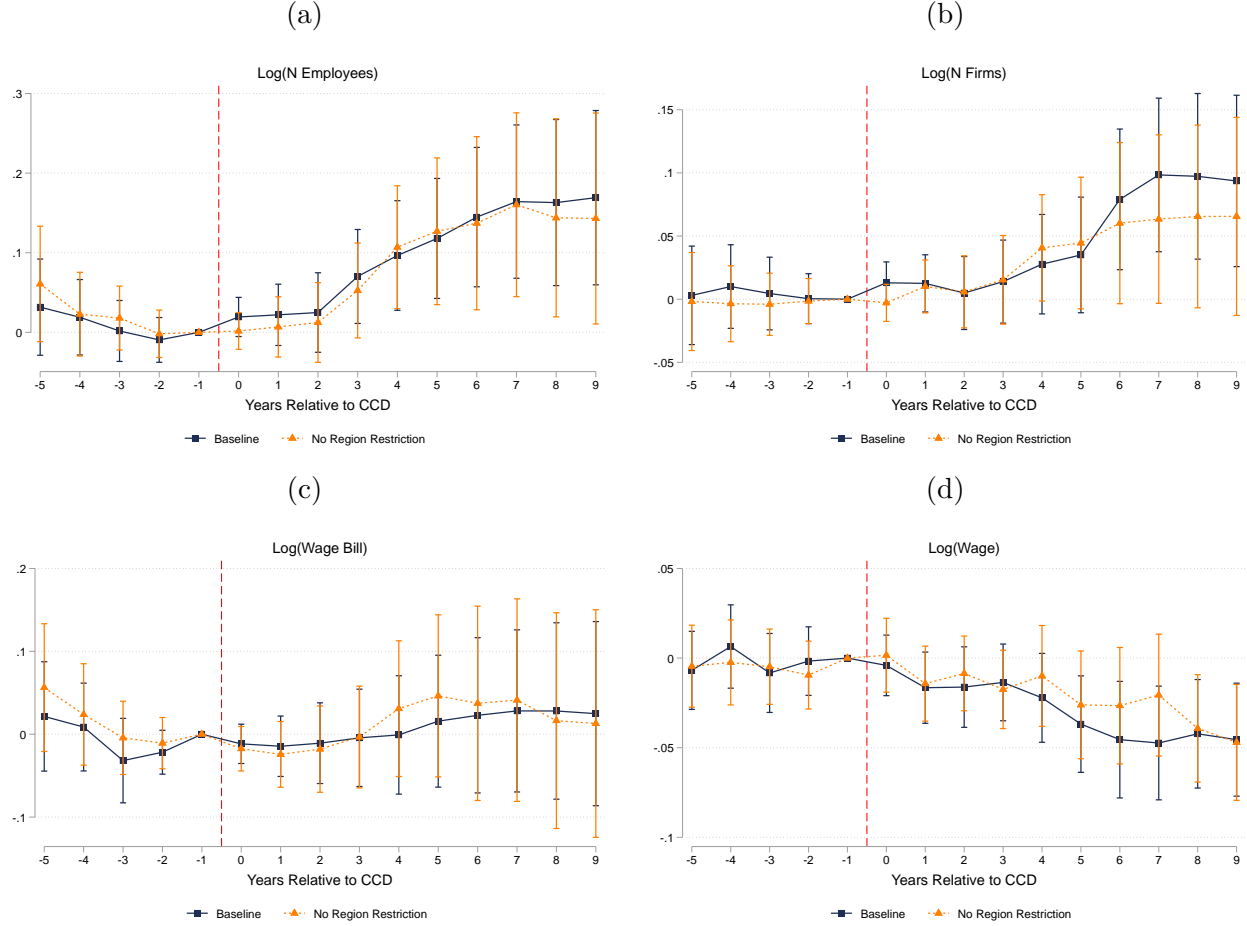 (a)
Log(N Employees)
.3
.2
.1
0
-5 -4 -3 -2 -1 0 1 2 3 4 5 6 7 8 9
Years Relative to CCD
Baseline No Region Restriction
(b)
Log(N Firms)
.15
.1
.05
0
-.05
-5 -4 -3 -2 -1 0 1 2 3 4 5 6 7 8 9
Years Relative to CCD
Baseline No Region Restriction
(c)
Log(Wage Bill)
.2
.1
0
-.1
-5 -4 -3 -2 -1 0 1 2 3 4 5 6 7 8 9
Years Relative to CCD
Baseline No Region Restriction
(d)
Log(Wage)
.05
0
-.05
-.1
-5 -4 -3 -2 -1 0 1 2 3 4 5 6 7 8 9
Years Relative to CCD
Baseline No Region Restriction